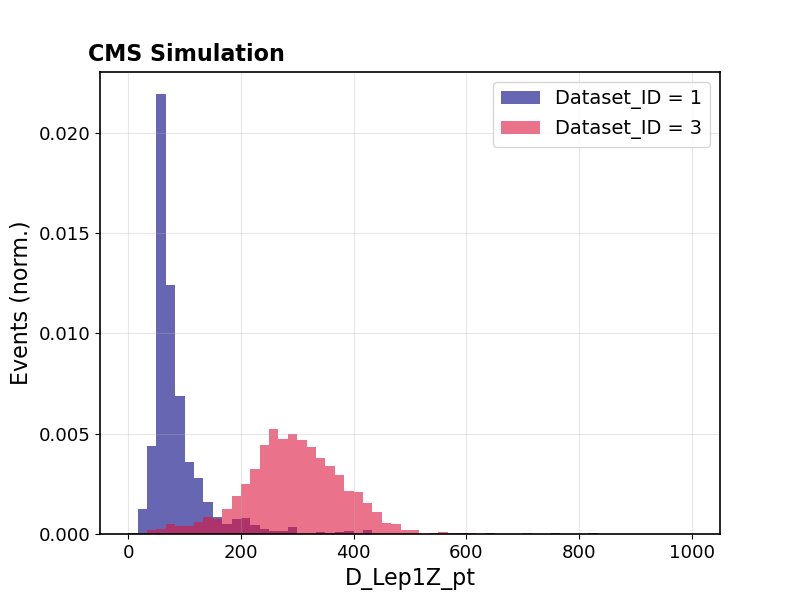 CMS Simulation
Dataset_ID = 1
Dataset_ID = 3
Events (norm.)
0.020
0.015
0.010
0.005
0.000
0 200 400 600 800 1000
D_Lep1Z_pt